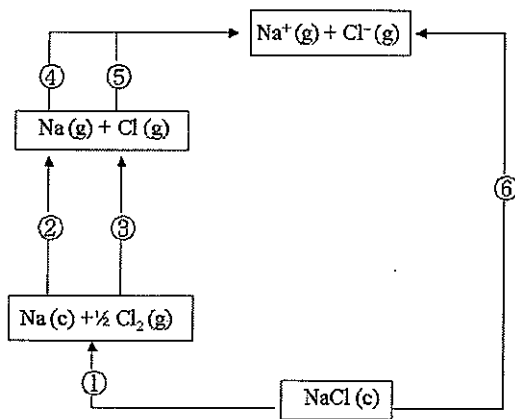 Na⁺(g) + Cl⁻(g)
④ ⑤
Na(g) + Cl(g)
⑥
② ③
Na(c) + ½ Cl₂(g)
①
NaCl(c)